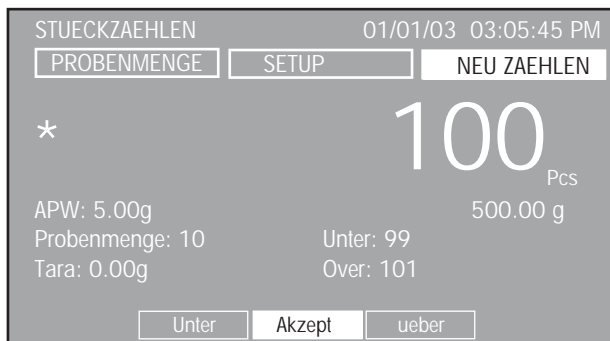 STUECKZAEHLEN 01/01/03 03:05:45 PM
PROBENMENGE SETUP NEU ZAEHLEN
* 100 Pcs
APW: 5.00g 500.00 g
Probenmenge: 10 Unter: 99
Tara: 0.00g Over: 101
Unter Akzept ueber